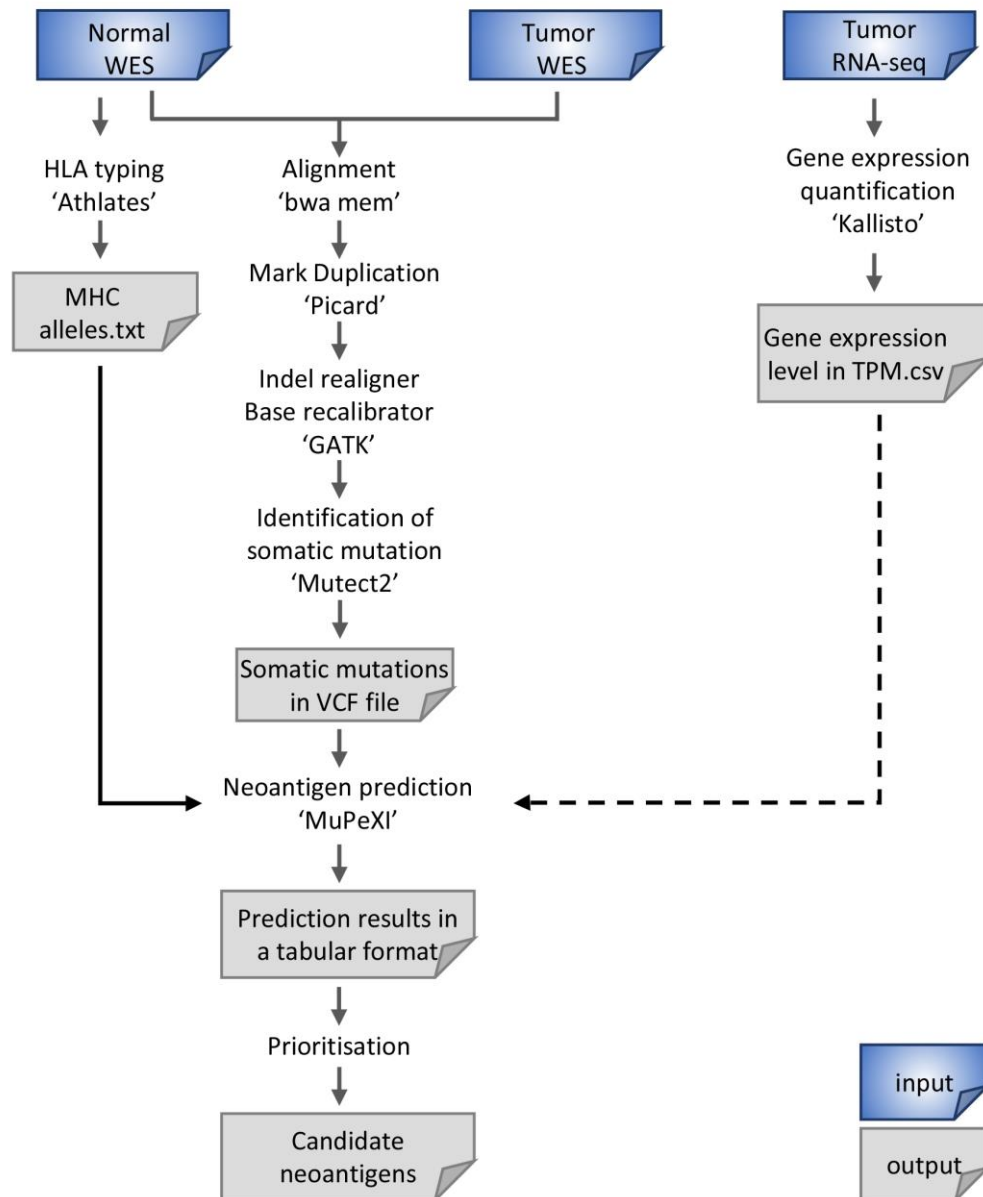 Normal
WES
Tumor
WES
Tumor
RNA-seq
HLA typing
‘Athlates’
Alignment
‘bwa mem’
Gene expression
quantification
‘Kallisto’
MHC
alleles.txt
Mark Duplication
‘Picard’
Gene expression
level in TPM.csv
Indel realigner
Base recalibrator
‘GATK’
Identification of
somatic mutation
‘Mutect2’
Somatic mutations
in VCF file
Neoantigen prediction
‘MuPeXI’
Prediction results in
a tabular format
Prioritisation
Candidate
neoantigens
input
output